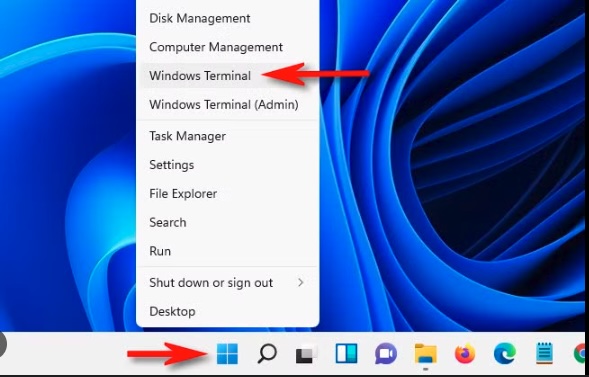 Disk Management
Computer Management
Windows Terminal
Windows Terminal (Admin)
Task Manager
Settings
File Explorer
Search
Run
Shut down or sign out
Desktop